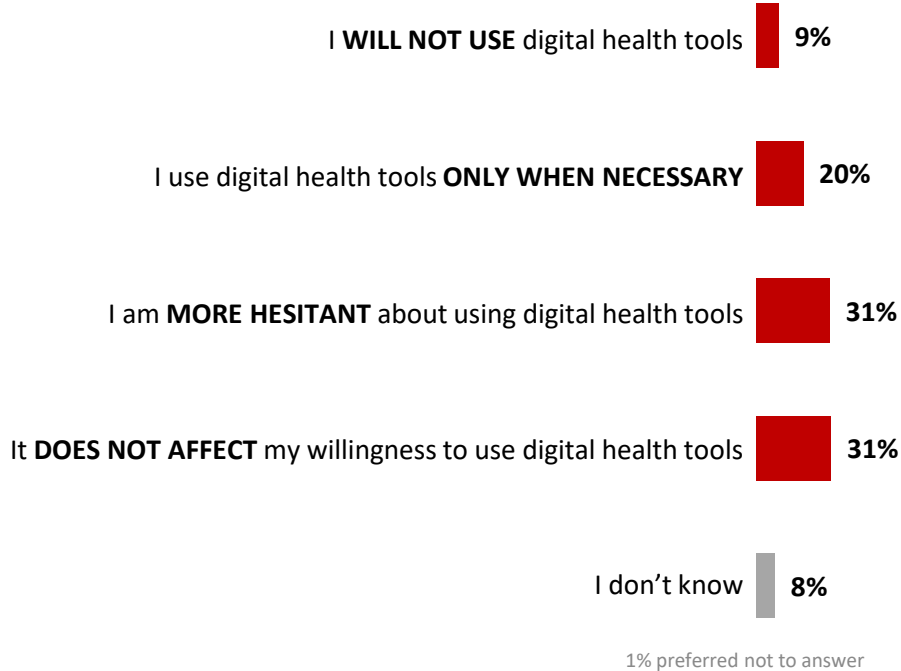 I WILL NOT USE digital health tools 9%
I use digital health tools ONLY WHEN NECESSARY 20%
I am MORE HESITANT about using digital health tools 31%
It DOES NOT AFFECT my willingness to use digital health tools 31%
I don’t know 8%
1% preferred not to answer